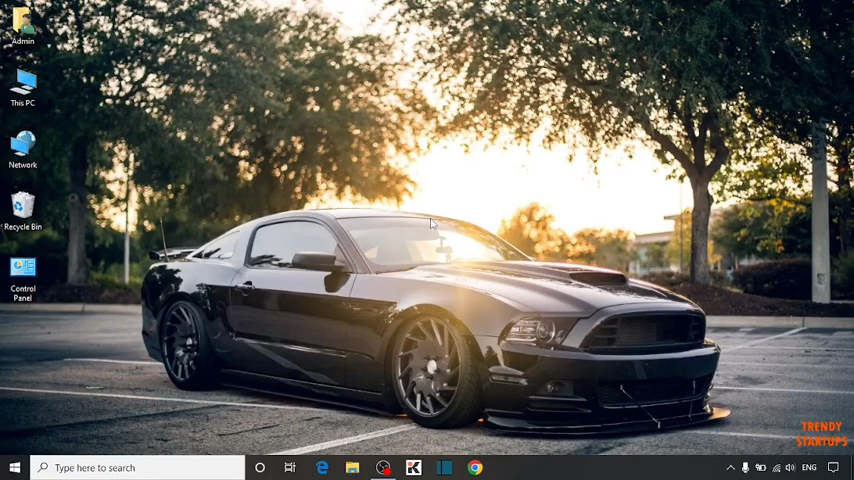 Admin
This PC
Network
Recycle Bin
Control
Panel
TRENDY
STARTUPS
Type here to search
ENG